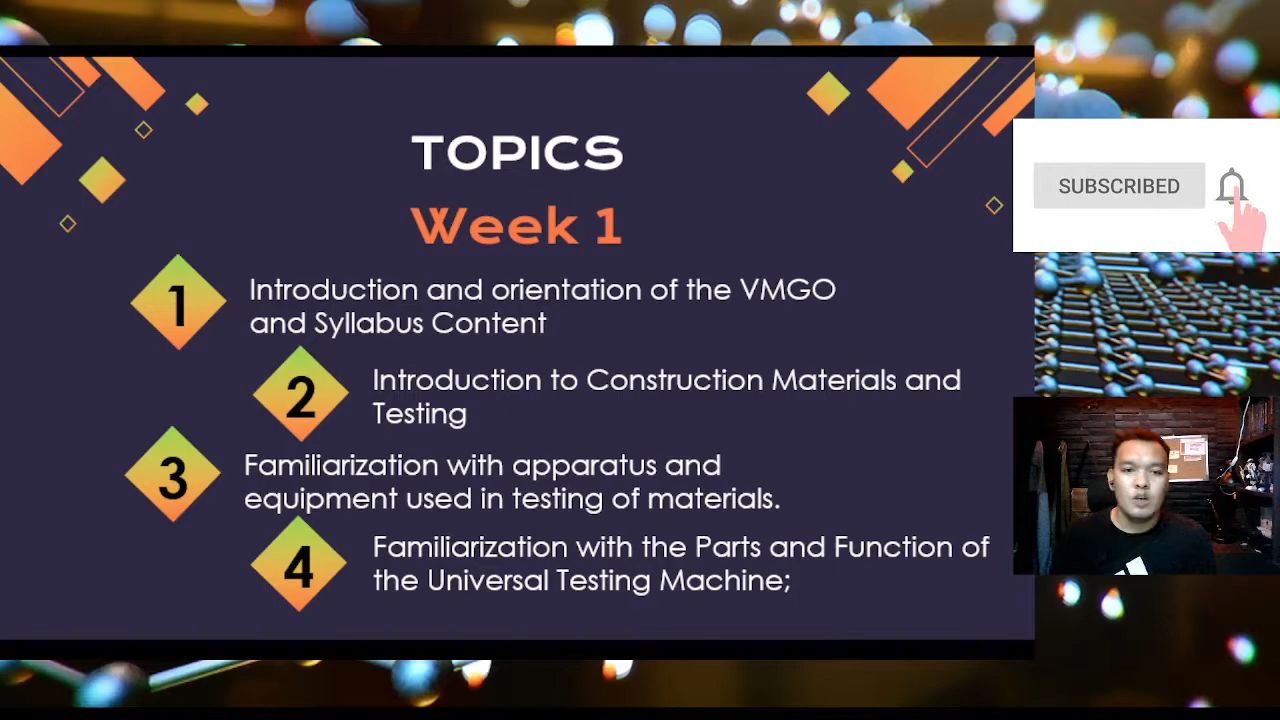 TOPICS
Week 1
1
Introduction and orientation of the VMGO
and Syllabus Content
2
Introduction to Construction Materials and
Testing
3
Familiarization with apparatus and
equipment used in testing of materials.
4
Familiarization with the Parts and Function of
the Universal Testing Machine;
SUBSCRIBED